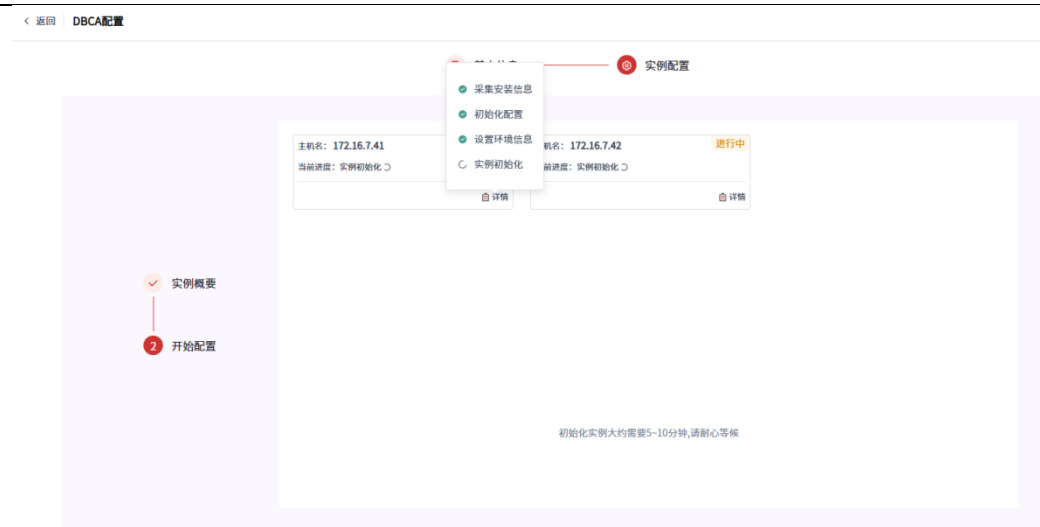 返回 DBCA配置
实例配置
采集安装信息
初始化配置
设置环境信息
实例初始化
主机名：172.16.7.41
当前进度：实例初始化
详情
机名：172.16.7.42 进行中
前进度：实例初始化
详情
实例概要
2 开始配置
初始化实例大约需要5~10分钟,请耐心等候